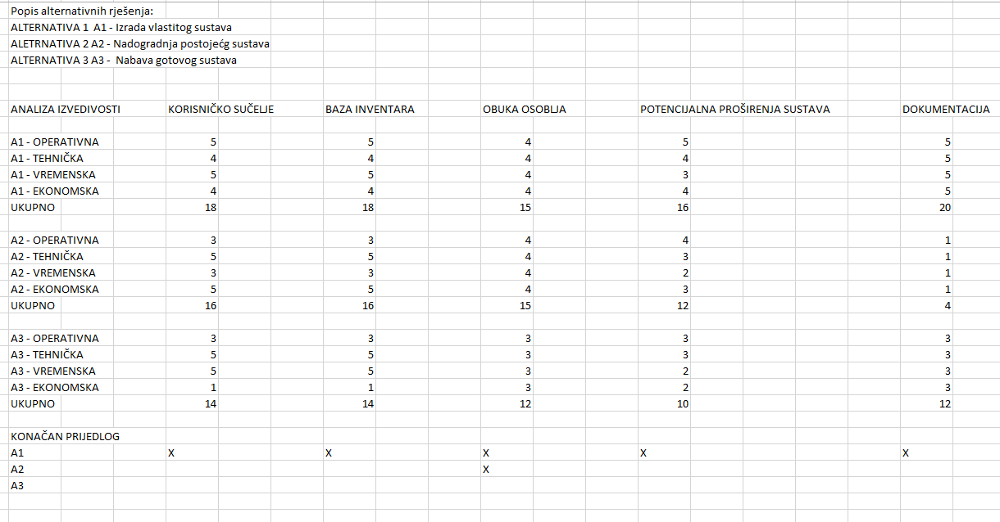 Popis alternativnih rješenja:
ALTERNATIVA 1  A1 - Izrada vlastitog sustava
ALETRNATIVA 2 A2 - Nadogradnja postojećg sustava
ALTERNATIVA 3 A3 -  Nabava gotovog sustava
ANALIZA IZVEDIVOSTI KORISNIČKO SUČELJE BAZA INVENTARA OBUKA OSOBLJA POTENCIJALNA PROŠIRENJA SUSTAVA DOKUMENTACIJA
A1 - OPERATIVNA 5 5 4 5 5
A1 - TEHNIČKA 4 4 4 4 5
A1 - VREMENSKA 5 5 4 3 5
A1 - EKONOMSKA 4 4 4 4 5
UKUPNO 18 18 15 16 20
A2 - OPERATIVNA 3 3 4 4 1
A2 - TEHNIČKA 5 5 4 3 1
A2 - VREMENSKA 3 3 4 2 1
A2 - EKONOMSKA 5 5 4 3 1
UKUPNO 16 16 15 12 4
A3 - OPERATIVNA 3 3 3 3 3
A3 - TEHNIČKA 5 5 3 3 3
A3 - VREMENSKA 5 5 3 2 3
A3 - EKONOMSKA 1 1 3 2 3
UKUPNO 14 14 12 10 12
KONAČAN PRIJEDLOG
A1 X X X X X
A2 X
A3